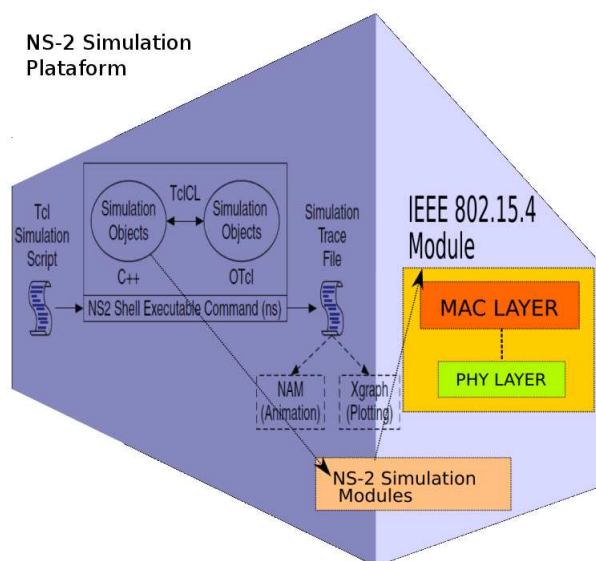 NS-2 Simulation
Plataform
TclCL
Simulation
Objects
Simulation
Objects
C++
OTcl
NS2 Shell Executable Command (ns)
Tcl
Simulation
Script
Simulation
Trace
File
NAM
(Animation)
Xgraph
(Plotting)
IEEE 802.15.4
Module
MAC LAYER
PHY LAYER
NS-2 Simulation
Modules